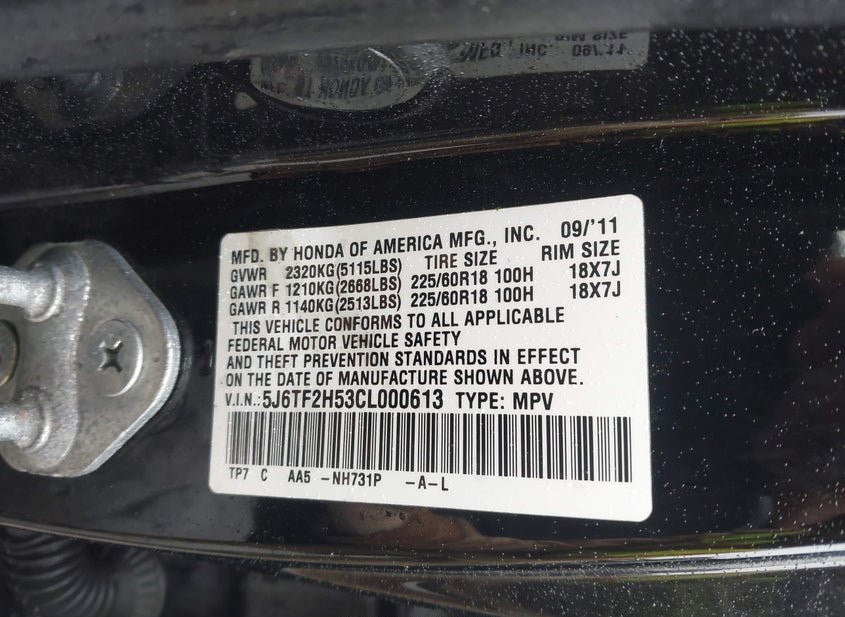 MFD. BY HONDA OF AMERICA MFG., INC. 09/'11
GVWR 2320KG(5115LBS) TIRE SIZE RIM SIZE
GAWR F 1210KG(2668LBS) 225/60R18 100H 18X7J
GAWR R 1140KG(2513LBS) 225/60R18 100H 18X7J
THIS VEHICLE CONFORMS TO ALL APPLICABLE
FEDERAL MOTOR VEHICLE SAFETY
AND THEFT PREVENTION STANDARDS IN EFFECT
ON THE DATE OF MANUFACTURE SHOWN ABOVE.
V.I.N.:5J6TF2H53CL000613 TYPE: MPV
TP7 C AA5 -NH731P -A-L